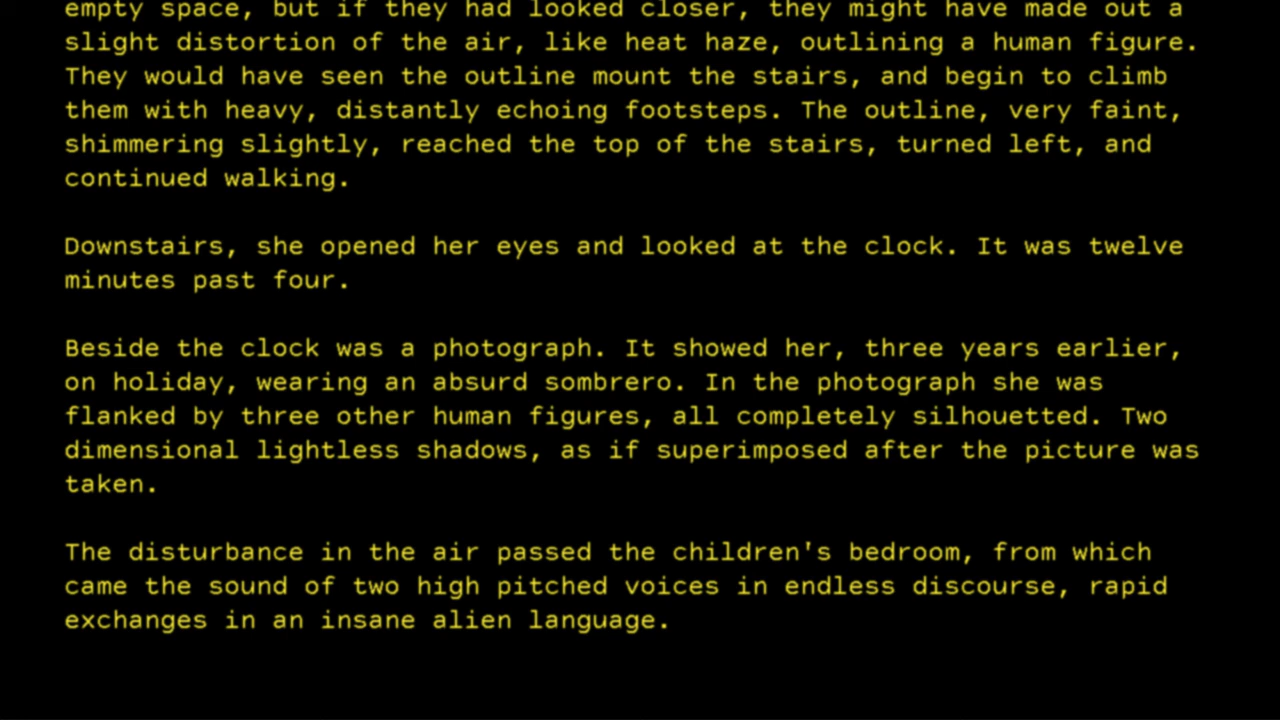 empty space, but if they had looked closer, they might have made out a
slight distortion of the air, like heat haze, outlining a human figure.
They would have seen the outline mount the stairs, and begin to climb
them with heavy, distantly echoing footsteps. The outline, very faint,
shimmering slightly, reached the top of the stairs, turned left, and
continued walking.
Downstairs, she opened her eyes and looked at the clock. It was twelve
minutes past four.
Beside the clock was a photograph. It showed her, three years earlier,
on holiday, wearing an absurd sombrero. In the photograph she was
flanked by three other human figures, all completely silhouetted. Two
dimensional lightless shadows, as if superimposed after the picture was
taken.
The disturbance in the air passed the children's bedroom, from which
came the sound of two high pitched voices in endless discourse, rapid
exchanges in an insane alien language.